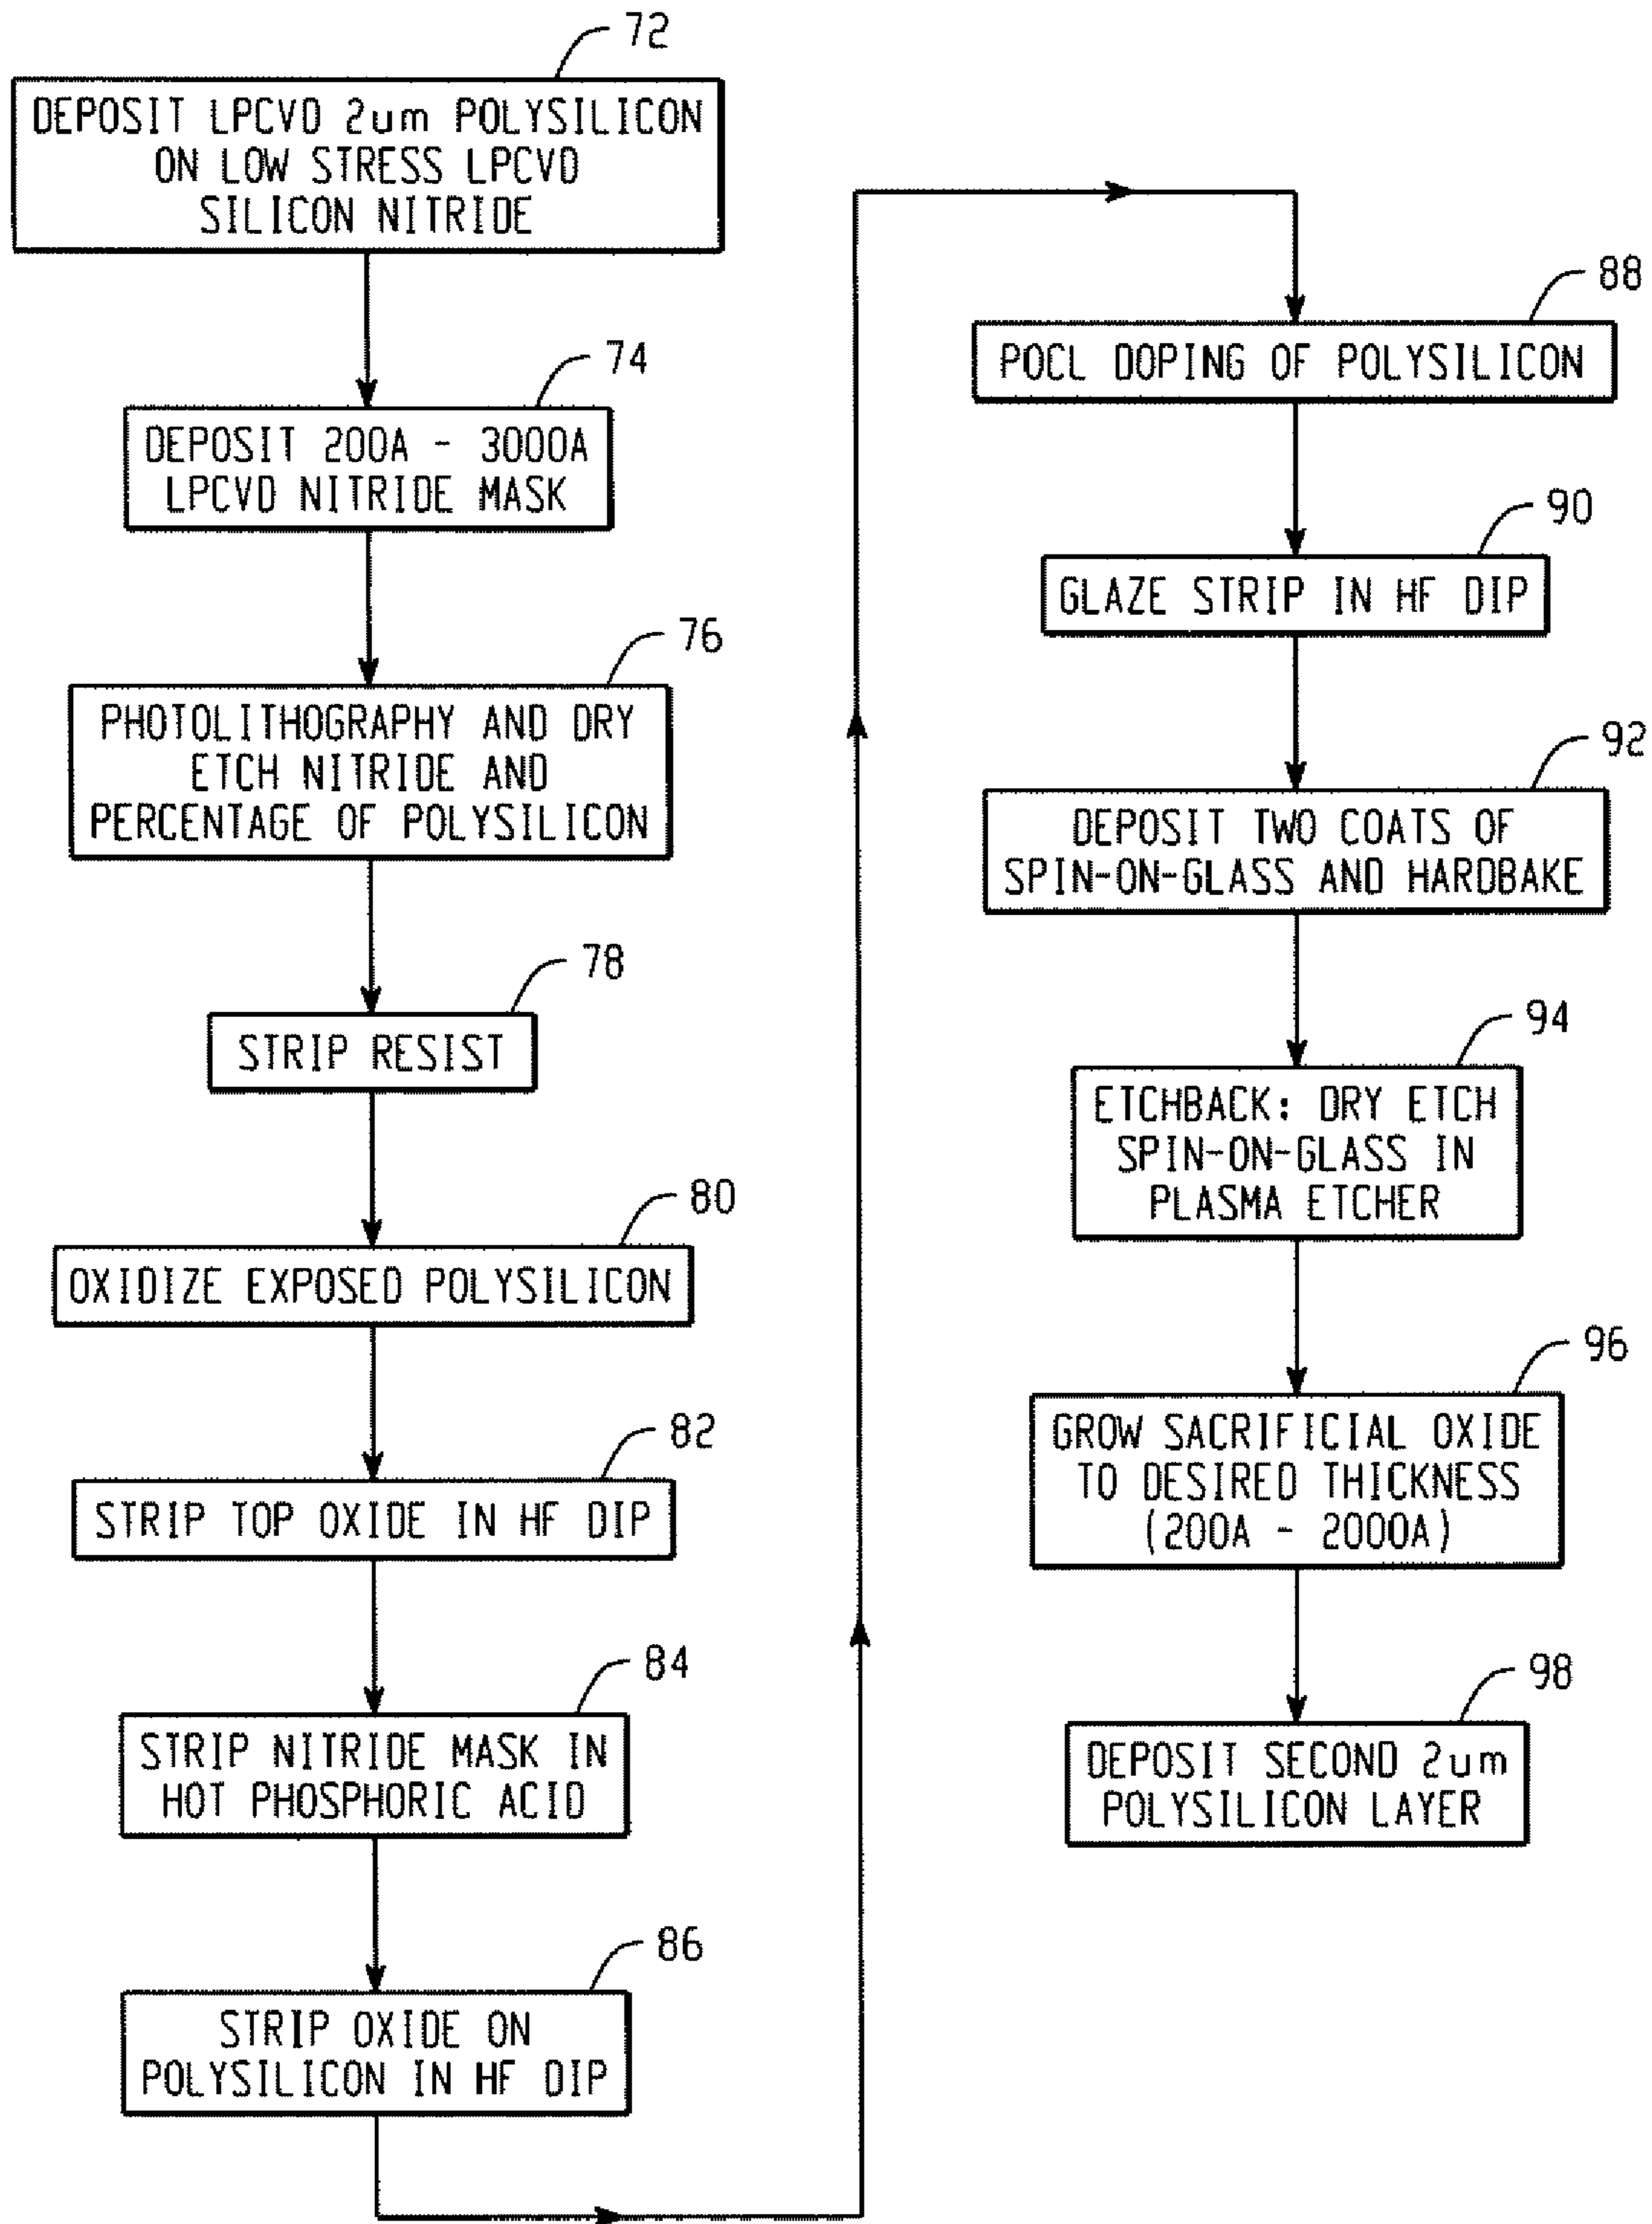 72
DEPOSIT LPCVD 2um POLYSILICON
ON LOW STRESS LPCVD
SILICON NITRIDE
74
DEPOSIT 200A - 3000A
LPCVD NITRIDE MASK
76
PHOTOLITHOGRAPHY AND DRY
ETCH NITRIDE AND
PERCENTAGE OF POLYSILICON
78
STRIP RESIST
80
OXIDIZE EXPOSED POLYSILICON
82
STRIP TOP OXIDE IN HF DIP
84
STRIP NITRIDE MASK IN
HOT PHOSPHORIC ACID
86
STRIP OXIDE ON
POLYSILICON IN HF DIP
88
POCL DOPING OF POLYSILICON
90
GLAZE STRIP IN HF DIP
92
DEPOSIT TWO COATS OF
SPIN-ON-GLASS AND HARDBAKE
94
ETCHBACK: DRY ETCH
SPIN-ON-GLASS IN
PLASMA ETCHER
96
GROW SACRIFICIAL OXIDE
TO DESIRED THICKNESS
(200A - 2000A)
98
DEPOSIT SECOND 2um
POLYSILICON LAYER